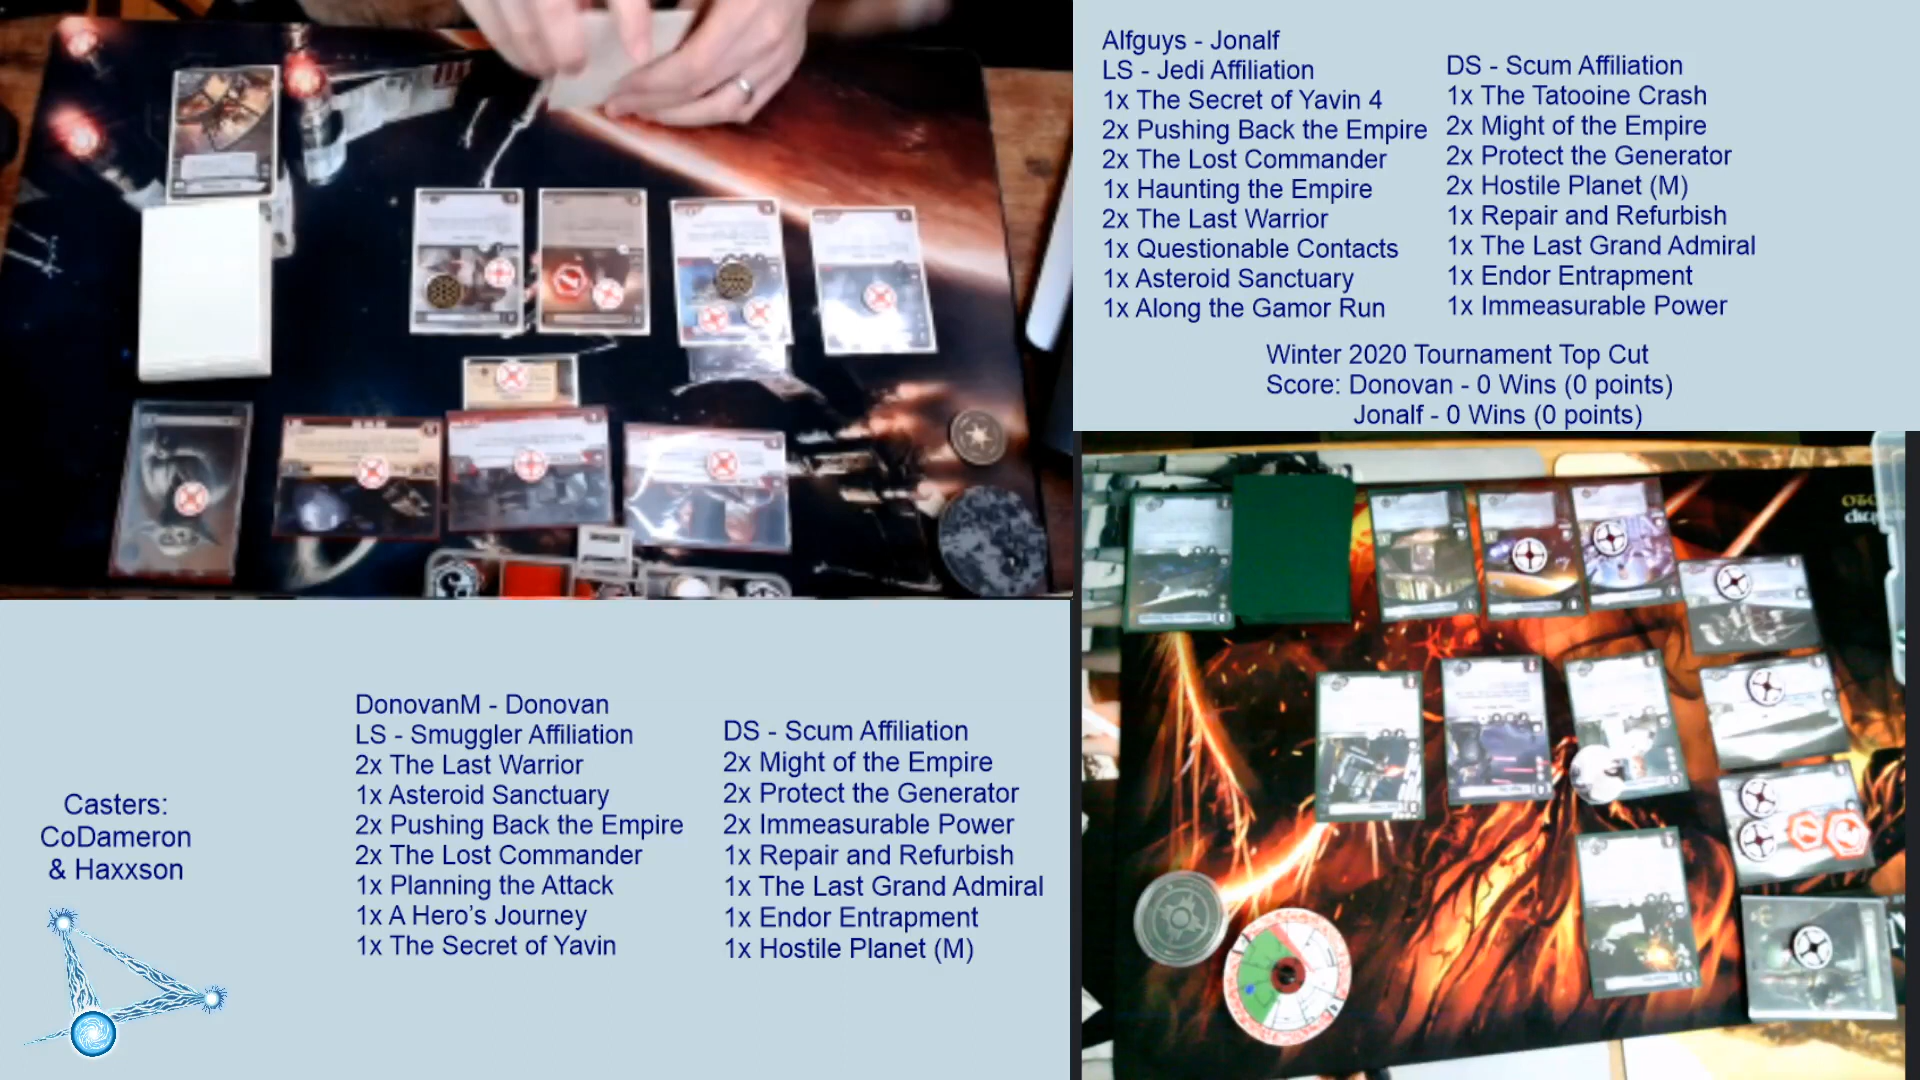 Alfguys - Jonalf
LS - Jedi Affiliation
1x The Secret of Yavin 4
2x Pushing Back the Empire
2x The Lost Commander
1x Haunting the Empire
2x The Last Warrior
1x Questionable Contacts
1x Asteroid Sanctuary
1x Along the Gamor Run
DS - Scum Affiliation
1x The Tatooine Crash
2x Might of the Empire
2x Protect the Generator
2x Hostile Planet (M)
1x Repair and Refurbish
1x The Last Grand Admiral
1x Endor Entrapment
1x Immeasurable Power
Winter 2020 Tournament Top Cut
Score: Donovan - 0 Wins (0 points)
Jonalf - 0 Wins (0 points)
Casters:
CoDameron
& Haxxson
DonovanM - Donovan
LS - Smuggler Affiliation
2x The Last Warrior
1x Asteroid Sanctuary
2x Pushing Back the Empire
2x The Lost Commander
1x Planning the Attack
1x A Hero's Journey
1x The Secret of Yavin
DS - Scum Affiliation
2x Might of the Empire
2x Protect the Generator
2x Immeasurable Power
1x Repair and Refurbish
1x The Last Grand Admiral
1x Endor Entrapment
1x Hostile Planet (M)